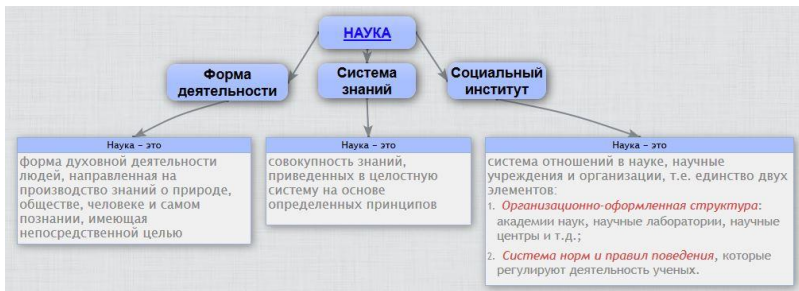 НАУКА
Форма
деятельности
Система
знаний
Социальный
институт
Наука - это
форма духовной деятельности
людей, направленная на
производство знаний о природе,
обществе, человеке и самом
познании, имеющая
непосредственной целью
Наука - это
совокупность знаний,
приведенных в целостную
систему на основе
определенных принципов
Наука - это
система отношений в науке, научные
учреждения и организации, т.е. единство двух
элементов:
1. Организационно-оформленная структура:
академии наук, научные лаборатории, научные
центры и т.д.;
2. Система норм и правил поведения, которые
регулируют деятельность ученых.